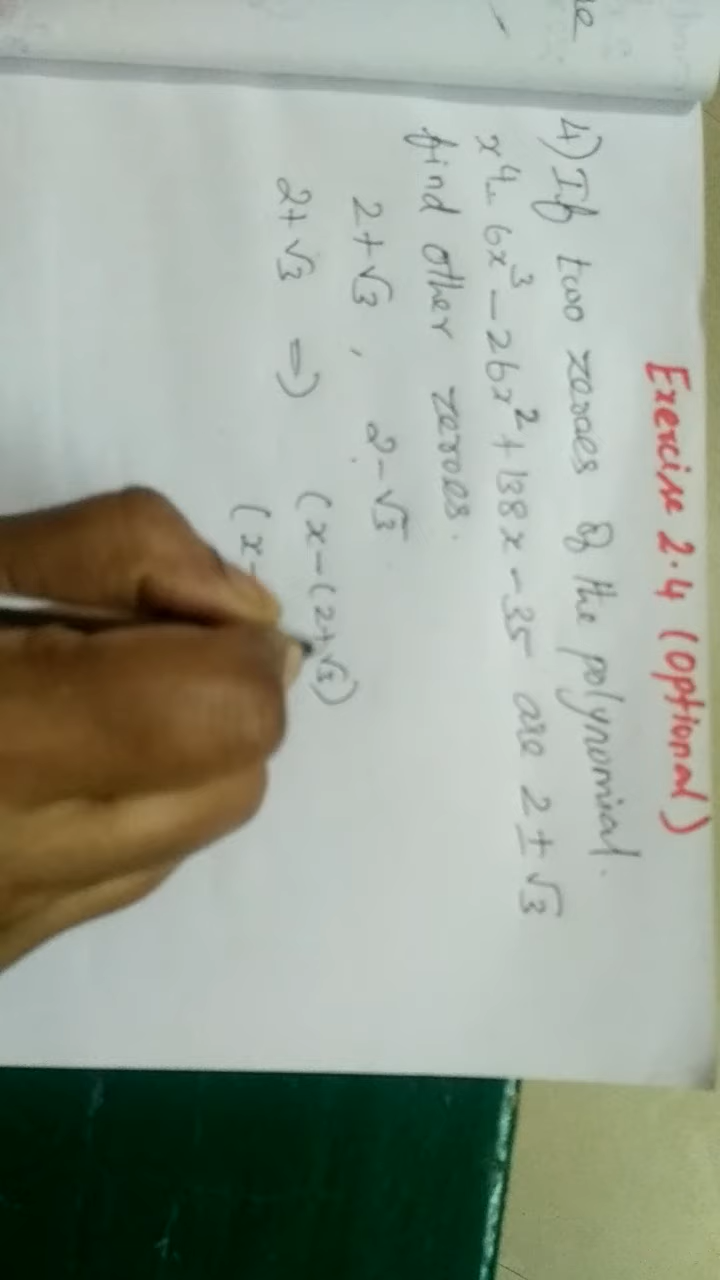 Exercise 2.4 (optional)
4) If two zeroes of the polynomial.
x⁴- 6x³ - 26x² + 138x - 35 are 2 ± √3
find other zeroes.
2+√3 , 2-√3
2+√3 ⇒ (x-(2+√3)
(x-